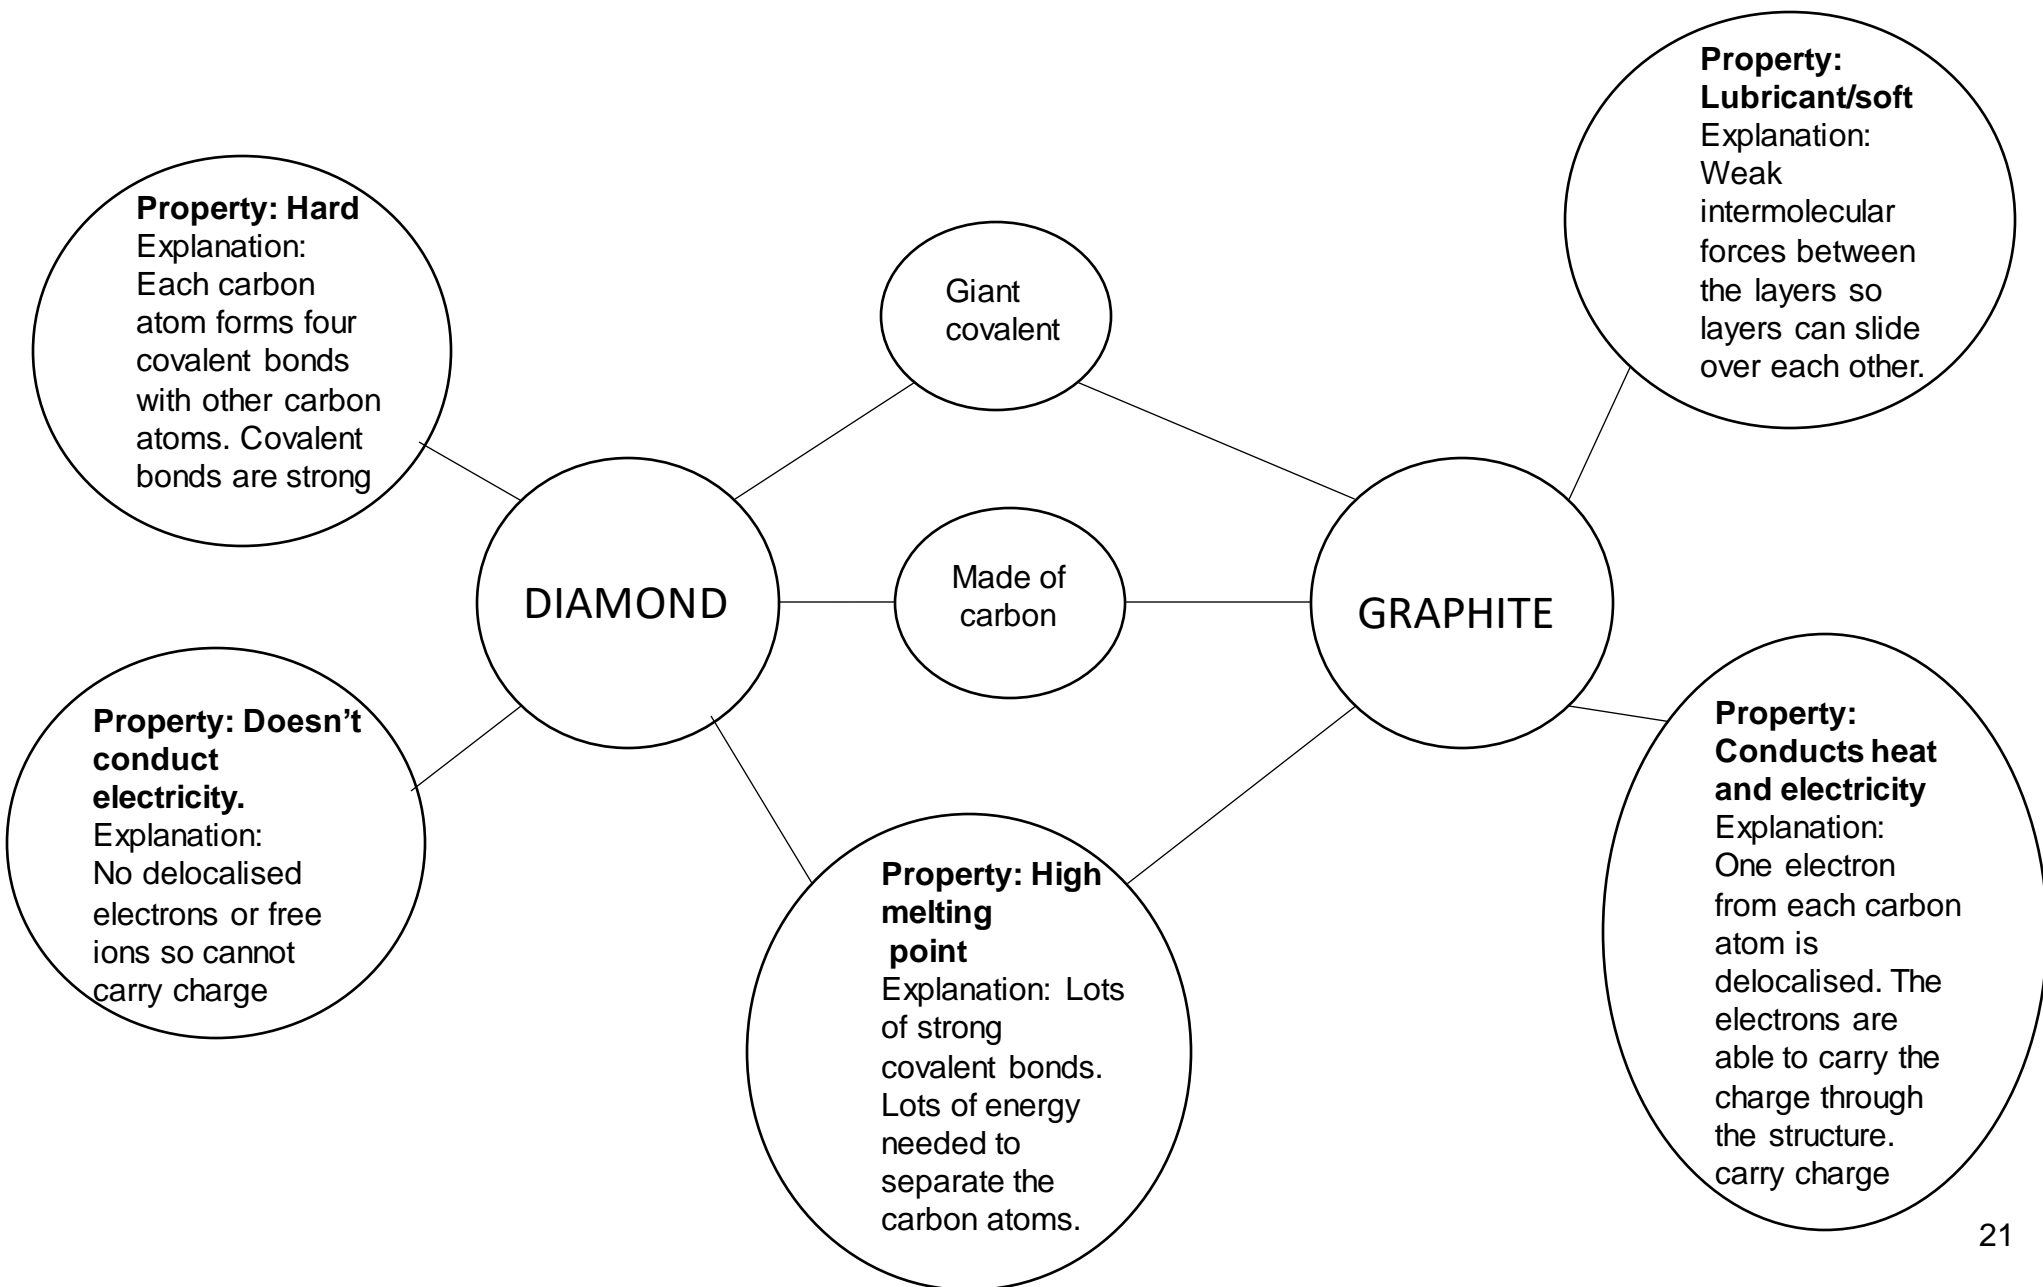 Property: Hard
Explanation:
Each carbon
atom forms four
covalent bonds
with other carbon
atoms. Covalent
bonds are strong
Giant
covalent
Property:
Lubricant/soft
Explanation:
Weak
intermolecular
forces between
the layers so
layers can slide
over each other.
DIAMOND
Made of
carbon
GRAPHITE
Property: Doesn’t
conduct
electricity.
Explanation:
No delocalised
electrons or free
ions so cannot
carry charge
Property: High
melting
point
Explanation: Lots
of strong
covalent bonds.
Lots of energy
needed to
separate the
carbon atoms.
Property:
Conducts heat
and electricity
Explanation:
One electron
from each carbon
atom is
delocalised. The
electrons are
able to carry the
charge through
the structure.
carry charge
21